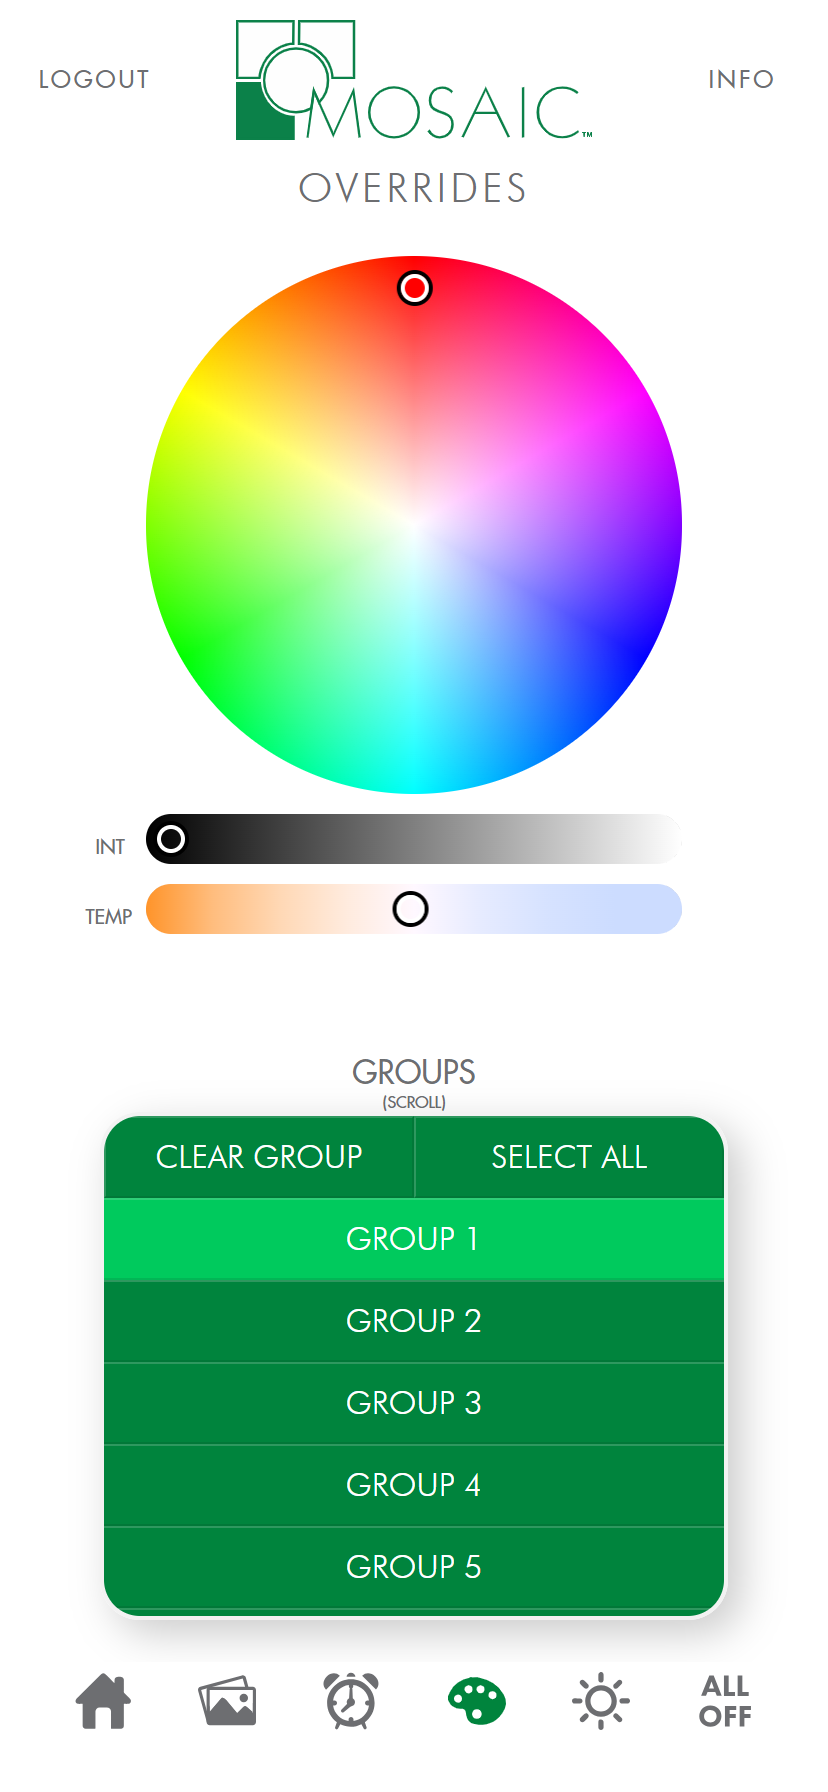 LOGOUT
MOSAIC™
INFO
OVERRIDES
INT
TEMP
GROUPS
(SCROLL)
CLEAR GROUP
SELECT ALL
GROUP 1
GROUP 2
GROUP 3
GROUP 4
GROUP 5
ALL
OFF